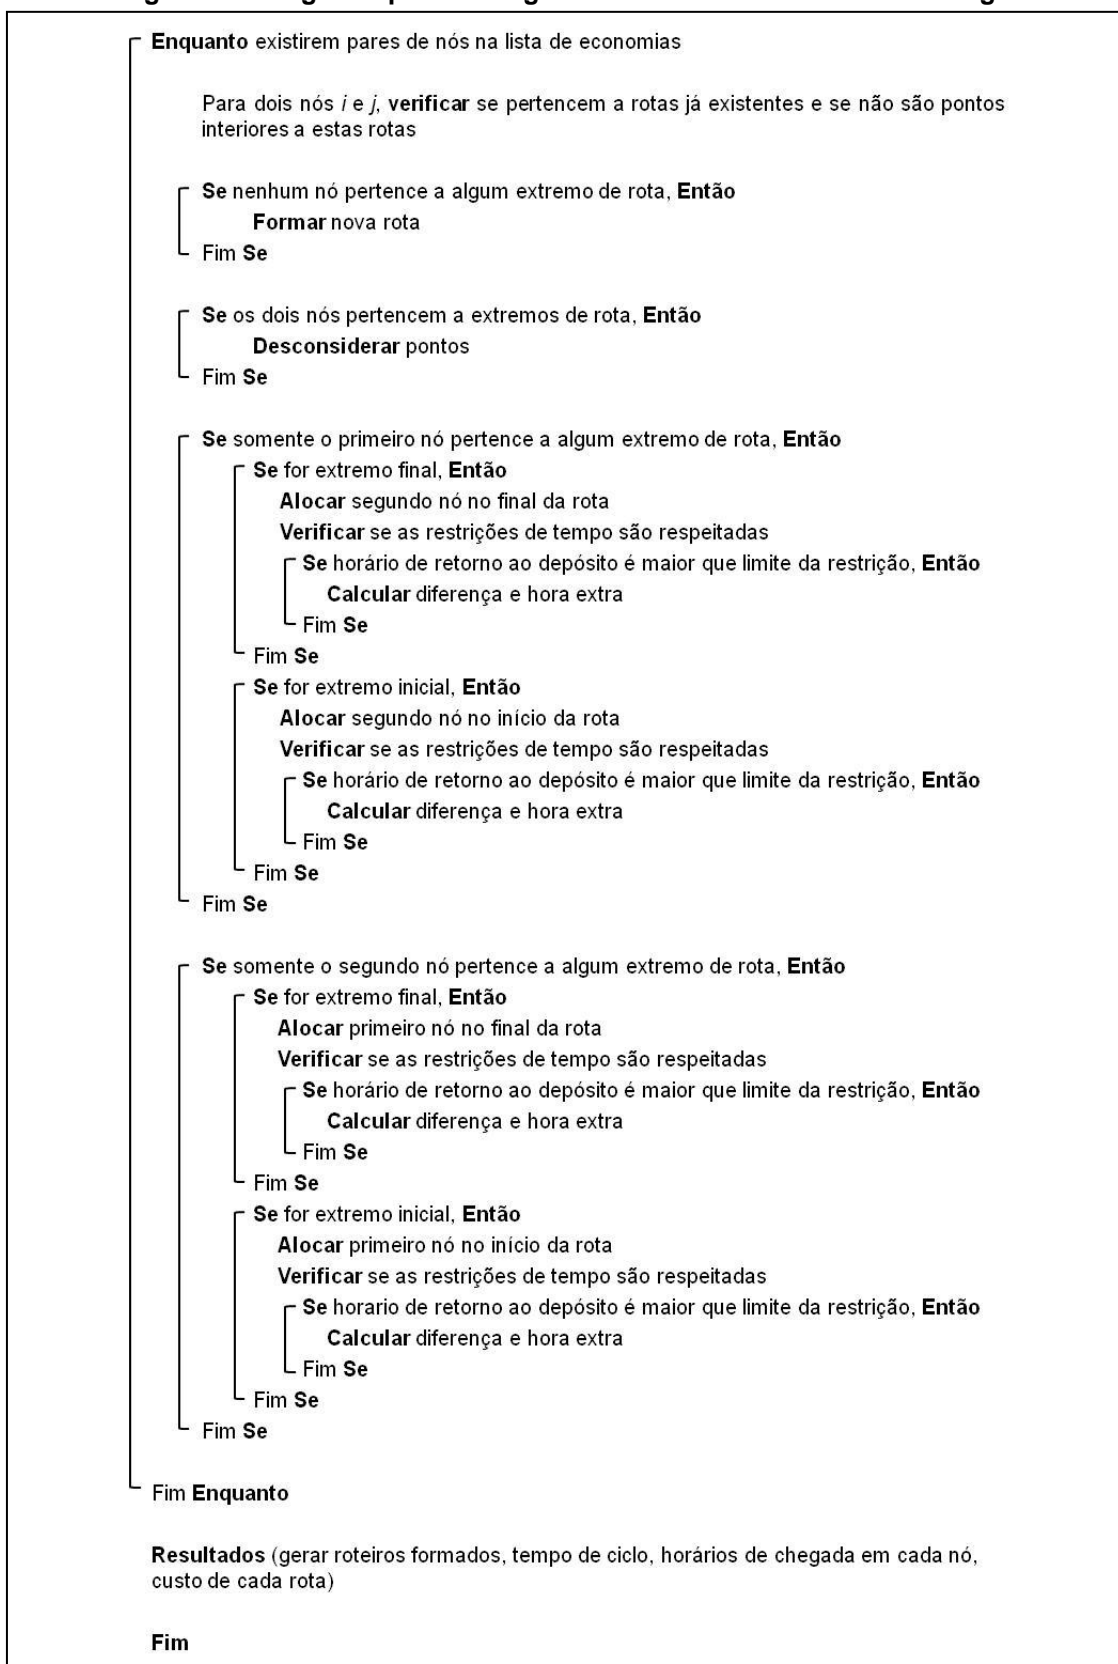 Enquanto existirem pares de nós na lista de economias
Para dois nós i e j, verificar se pertencem a rotas já existentes e se não são pontos
interiores a estas rotas
Se nenhum nó pertence a algum extremo de rota, Então
Formar nova rota
Fim Se
Se os dois nós pertencem a extremos de rota, Então
Desconsiderar pontos
Fim Se
Se somente o primeiro nó pertence a algum extremo de rota, Então
Se for extremo final, Então
Alocar segundo nó no final da rota
Verificar se as restrições de tempo são respeitadas
Se horário de retorno ao depósito é maior que limite da restrição, Então
Calcular diferença e hora extra
Fim Se
Fim Se
Se for extremo inicial, Então
Alocar segundo nó no início da rota
Verificar se as restrições de tempo são respeitadas
Se horário de retorno ao depósito é maior que limite da restrição, Então
Calcular diferença e hora extra
Fim Se
Fim Se
Fim Se
Se somente o segundo nó pertence a algum extremo de rota, Então
Se for extremo final, Então
Alocar primeiro nó no final da rota
Verificar se as restrições de tempo são respeitadas
Se horário de retorno ao depósito é maior que limite da restrição, Então
Calcular diferença e hora extra
Fim Se
Fim Se
Se for extremo inicial, Então
Alocar primeiro nó no início da rota
Verificar se as restrições de tempo são respeitadas
Se horario de retorno ao depósito é maior que limite da restrição, Então
Calcular diferença e hora extra
Fim Se
Fim Se
Fim Se
Fim Enquanto
Resultados (gerar roteiros formados, tempo de ciclo, horários de chegada em cada nó,
custo de cada rota)
Fim